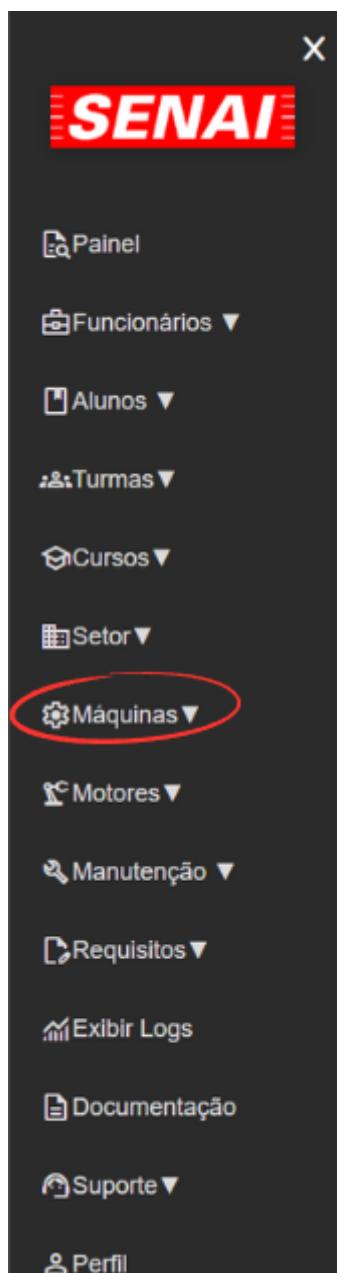 X
SENAI
Painel
Funcionários ▼
Alunos ▼
Turmas ▼
Cursos ▼
Setor ▼
Máquinas ▼
Motores ▼
Manutenção ▼
Requisitos ▼
Exibir Logs
Documentação
Suporte ▼
Perfil